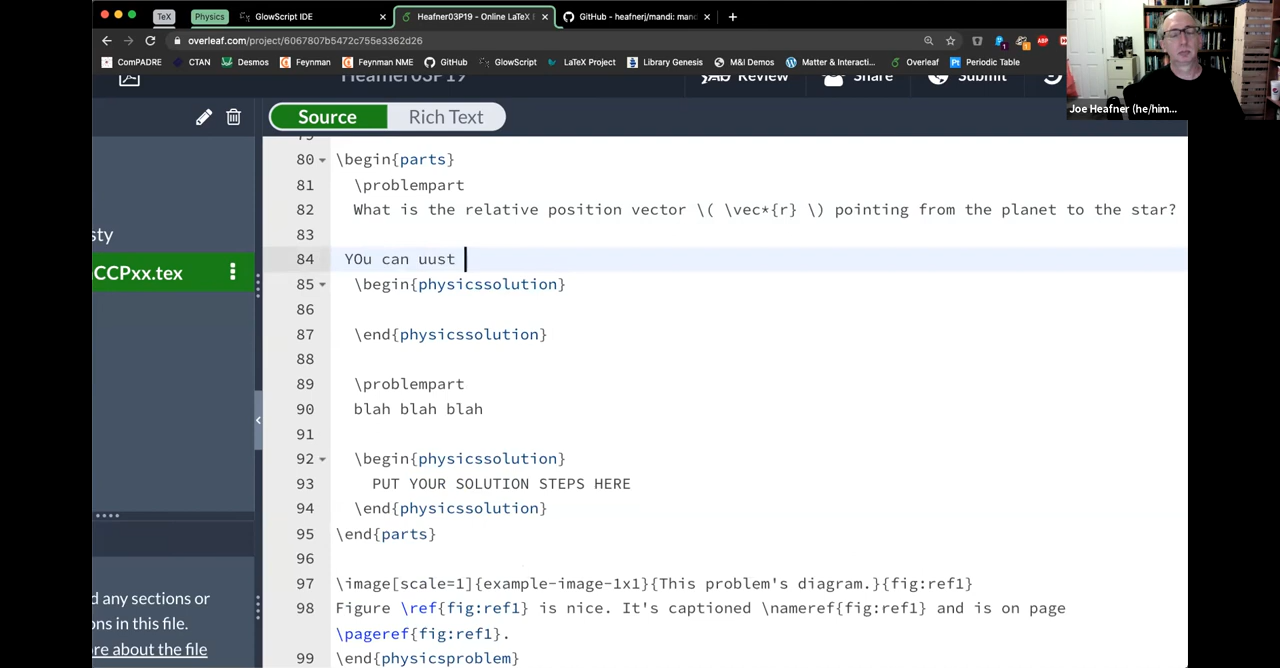 TeX Physics GlowScript IDE Heafner03P19 - Online LaTeX E GitHub - heafnerj/mandi: mand
overleaf.com/project/6067807b5472c755e3362d26
ComPADRE CTAN Desmos Feynman Feynman NME GitHub GlowScript LaTeX Project Library Genesis M&I Demos Matter & Interacti... Overleaf Periodic Table
Heafner03P19 Review Share Submit
Joe Heafner (he/him...
Source Rich Text
79
80 \begin{parts}
81 \problempart
82 What is the relative position vector \( \vec*{r} \) pointing from the planet to the star?
83
sty
84 YOu can uust
CCPxx.tex
85 \begin{physicssolution}
86
87 \end{physicssolution}
88
89 \problempart
90 blah blah blah
91
92 \begin{physicssolution}
93 PUT YOUR SOLUTION STEPS HERE
94 \end{physicssolution}
95 \end{parts}
96
97 \image[scale=1]{example-image-1x1}{This problem's diagram.}{fig:ref1}
d any sections or
98 Figure \ref{fig:ref1} is nice. It's captioned \nameref{fig:ref1} and is on page
ons in this file.
\pageref{fig:ref1}.
re about the file
99 \end{physicsproblem}